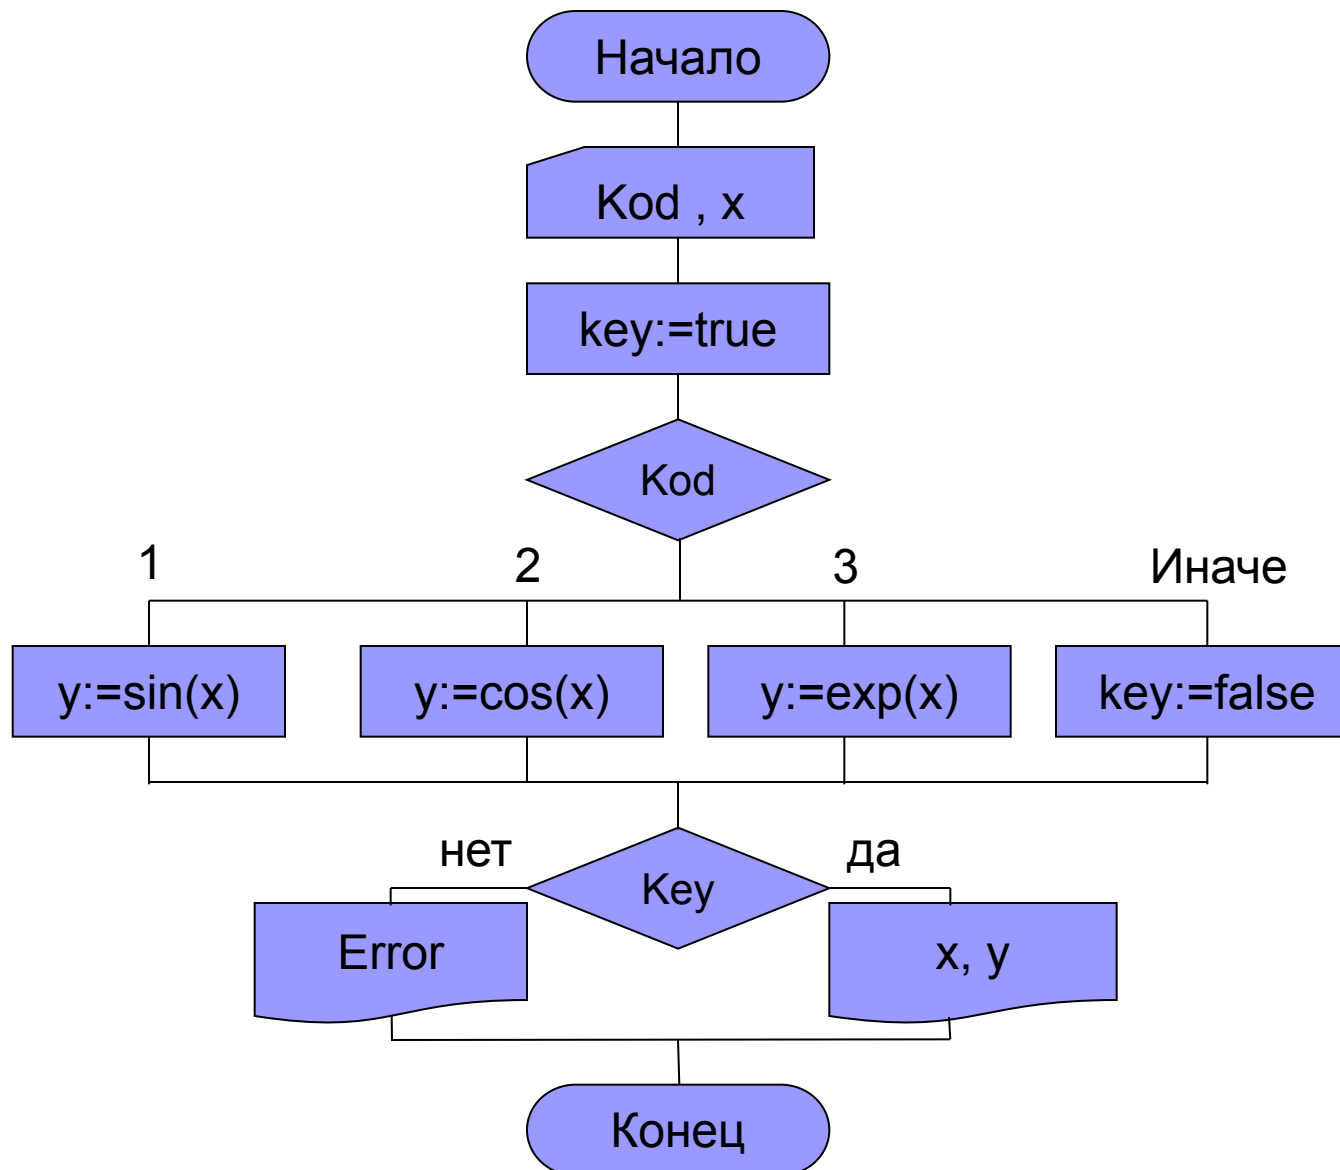 Начало
Kod , x
key:=true
Kod
1 2 3 Иначе
y:=sin(x) y:=cos(x) y:=exp(x) key:=false
нет да
Key
Error x, y
Конец